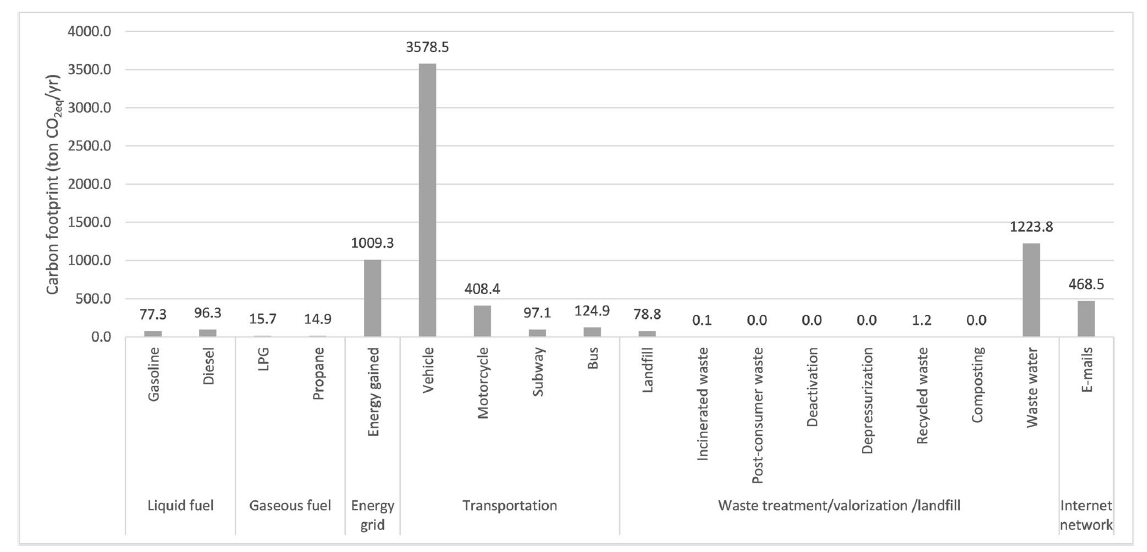 Carbon footprint (ton CO2eq/yr)
4000.0
3500.0
3000.0
2500.0
2000.0
1500.0
1000.0
500.0
0.0
77.3
96.3
15.7
14.9
1009.3
3578.5
408.4
97.1
124.9
78.8
0.1
0.0
0.0
0.0
1.2
0.0
1223.8
468.5
Gasoline
Diesel
LPG
Propane
Energy gained
Vehicle
Motorcycle
Subway
Bus
Landfill
Incinerated waste
Post-consumer waste
Deactivation
Depressurization
Recycled waste
Composting
Waste water
E-mails
Liquid fuel
Gaseous fuel
Energy
grid
Transportation
Waste treatment/valorization /landfill
Internet
network